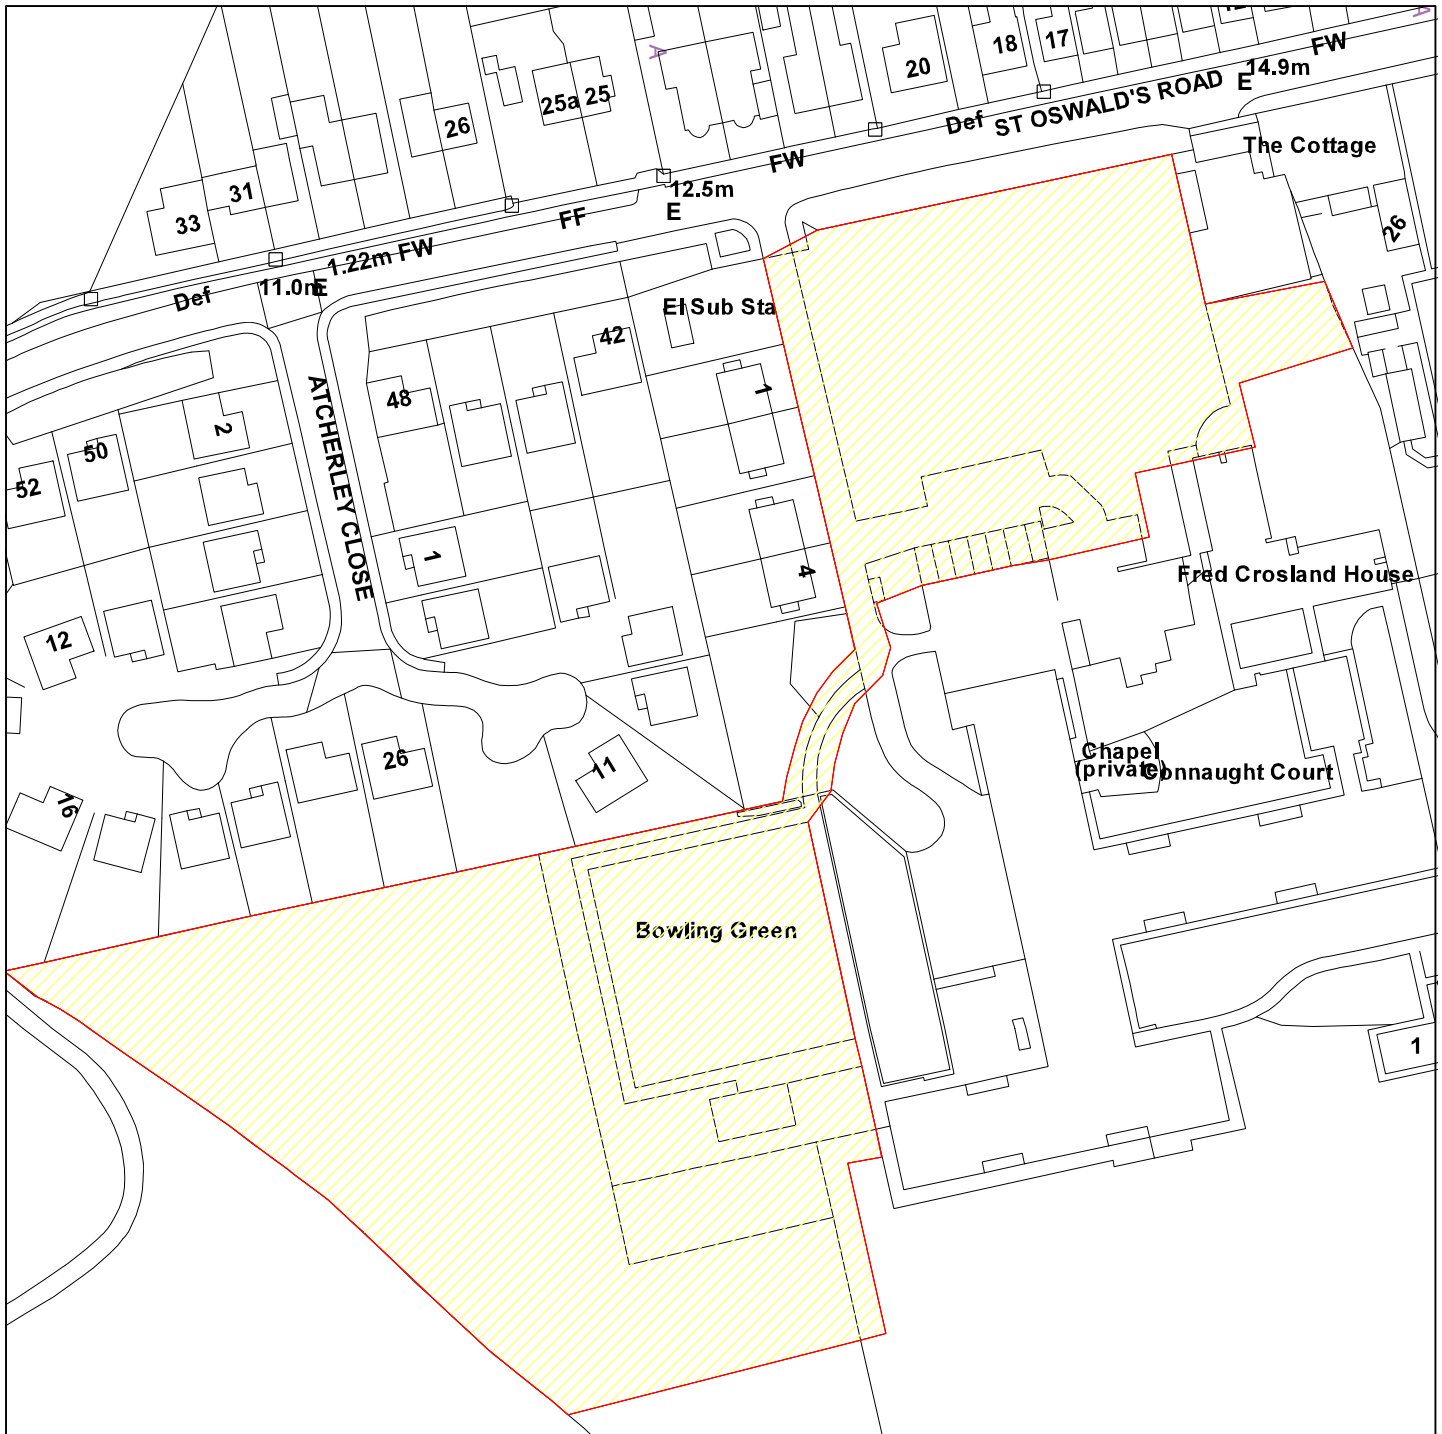 A
17
18
20
FW
14.9m
E
ST OSWALD'S ROAD
Def
25a
25
26
The Cottage
FW
12.5m
E
31
33
26
FF
1.22m FW
11.0m
E
Def
El Sub Sta
42
48
1
2
50
52
ATCHERLEY CLOSE
1
4
Fred Crosland House
12
Chapel
(private)
Connaught Court
26
11
16
Bowling Green
1